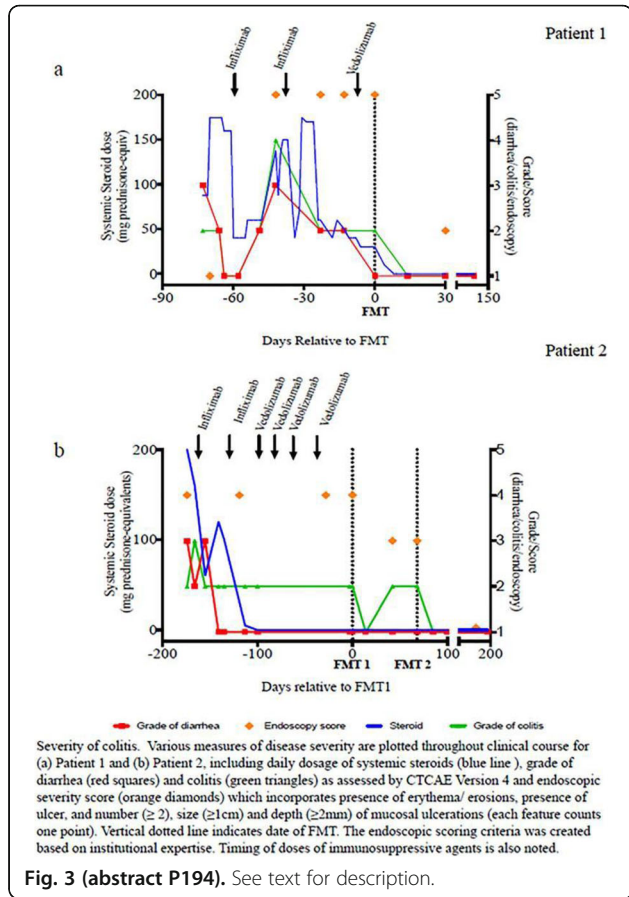 Patient 1
a
Infliximab
Infliximab
Vedolizumab
Systemic Steroid dose
(mg prednisone-equiv)
200
150
100
50
0
5
4
3
2
1
Grade/Score
(diarrhea/colitis/endoscopy)
-90 -60 -30 0 30 150
FMT
Days Relative to FMT
Patient 2
b
Infliximab
Infliximab
Vedolizumab
Vedolizumab
Vedolizumab
Vedolizumab
Systemic Steroid dose
(mg prednisone-equivalents)
200
150
100
50
0
5
4
3
2
1
Grade/Score
(diarrhea/colitis/endoscopy)
-200 -100 0 100 200
FMT 1 FMT 2
Days relative to FMT1
Grade of diarrhea Endoscopy score Steroid Grade of colitis
Severity of colitis. Various measures of disease severity are plotted throughout clinical course for
(a) Patient 1 and (b) Patient 2, including daily dosage of systemic steroids (blue line ), grade of
diarrhea (red squares) and colitis (green triangles) as assessed by CTCAE Version 4 and endoscopic
severity score (orange diamonds) which incorporates presence of erythema/ erosions, presence of
ulcer, and number (≥ 2), size (≥1cm) and depth (≥2mm) of mucosal ulcerations (each feature counts
one point). Vertical dotted line indicates date of FMT. The endoscopic scoring criteria was created
based on institutional expertise. Timing of doses of immunosuppressive agents is also noted.
Fig. 3 (abstract P194). See text for description.